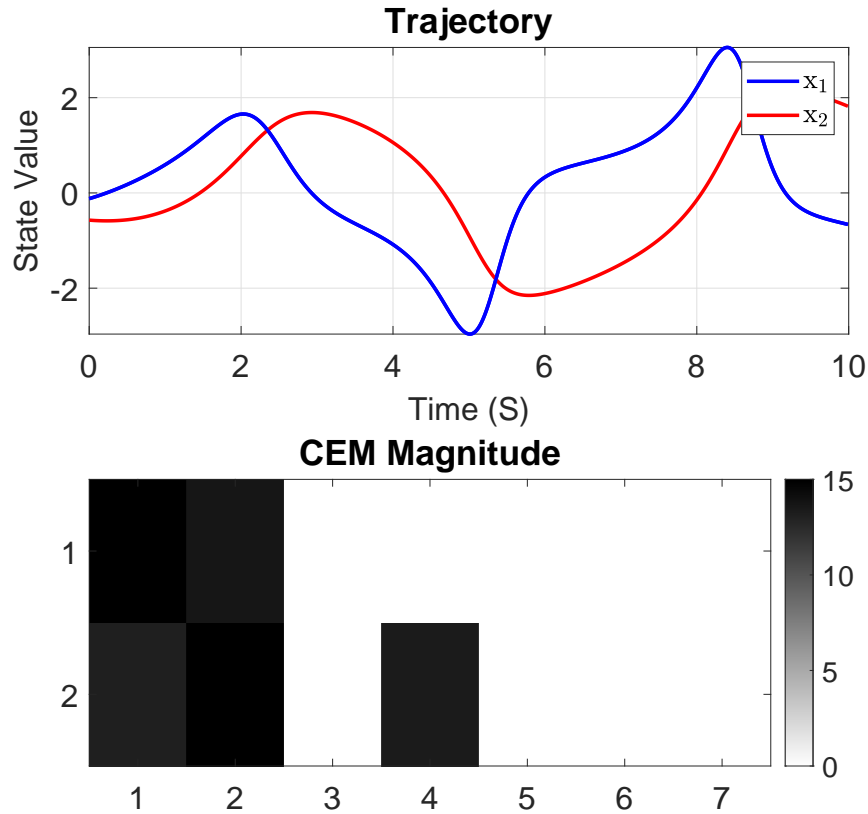 Trajectory
2
0
-2
State Value
x₁
x₂
0 2 4 6 8 10
Time (S)
CEM Magnitude
1
2
1 2 3 4 5 6 7
15
10
5
0